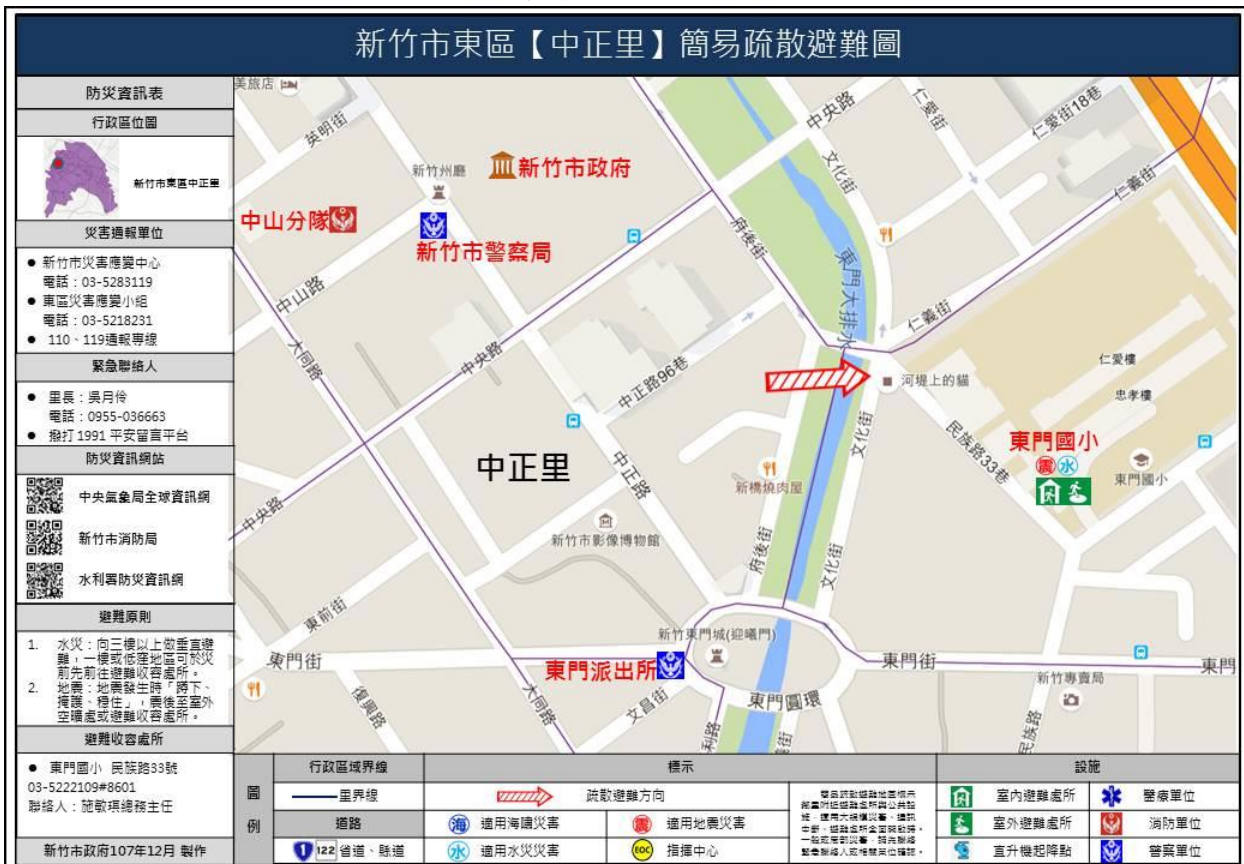 新竹市東區【中正里】簡易疏散避難圖
防災資訊表
行政區位圖
新竹市東區中正里
災害通報單位
● 新竹市災害應變中心
電話：03-5283119
● 東區災害應變小組
電話：03-5218231
● 110、119通報專線
緊急聯絡人
● 里長：吳月伶
電話：0955-036663
● 撥打1991平安留言平台
防災資訊網站
中央氣象局全球資訊網
新竹市消防局
水利署防災資訊網
避難原則
1. 水災：向三樓以上做垂直避
難，一樓或低窪地區可於災
前先前往避難收容處所。
2. 地震：地震發生時「蹲下、
掩護、穩住」，震後至室外
空曠處或避難收容處所。
避難收容處所
● 東門國小 民族路33號
03-5222109#8601
聯絡人：施敏琪總務主任
新竹市政府107年12月 製作
美旅店
英明街
新竹州廳
新竹市政府
中山分隊
新竹市警察局
中山路
大同路
中央路
中正路96巷
中正里
中正路
中央路
新竹市影像博物館
東前街
東門街
復興路
大同路
東門派出所
文昌街
新竹東門城(迎曦門)
東門圓環
利路
街
中央路
文化街
仁愛街
仁愛街18巷
仁義街
府後街
東門大排水
仁義街
河堤上的貓
仁愛樓
忠孝樓
文化街
民族路33巷
東門國小
震
水
東門國小
新橋燒肉屋
府後街
文化街
東門街
東門
新竹專賣局
民族路
圖例
行政區域界線
里界線
道路
1 122 省道、縣道
標示
疏散避難方向
海 適用海嘯災害
震 適用地震災害
水 適用水災災害
EOC 指揮中心
設施
室內避難處所
醫療單位
室外避難處所
消防單位
直升機起降點
警察單位